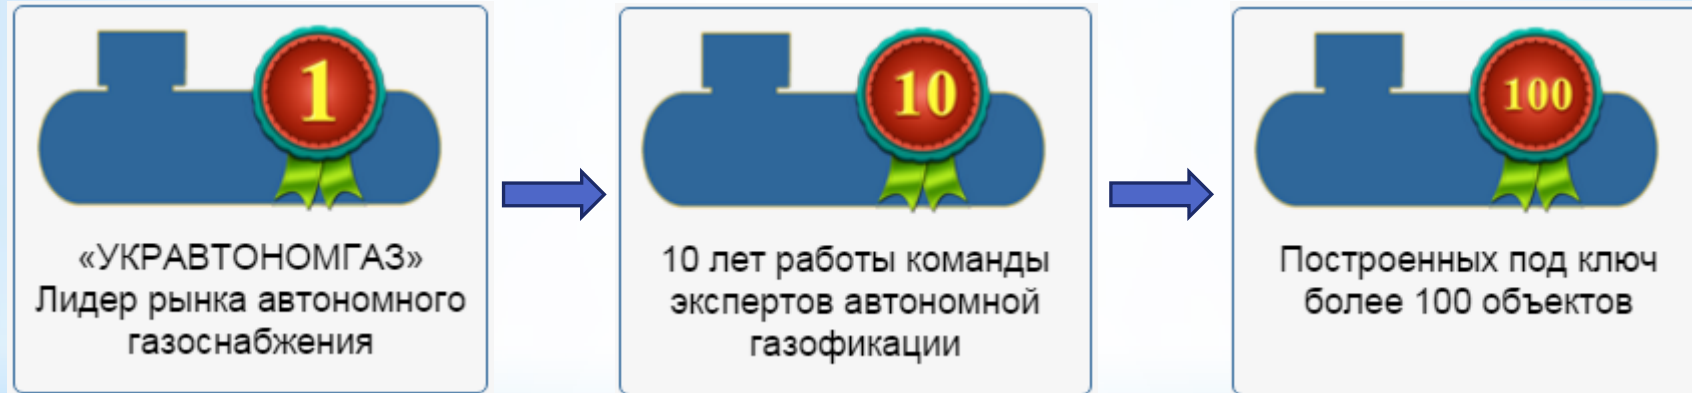 1
«УКРАВТОНОМГАЗ»
Лидер рынка автономного
газоснабжения
10
10 лет работы команды
экспертов автономной
газофикации
100
Построенных под ключ
более 100 объектов